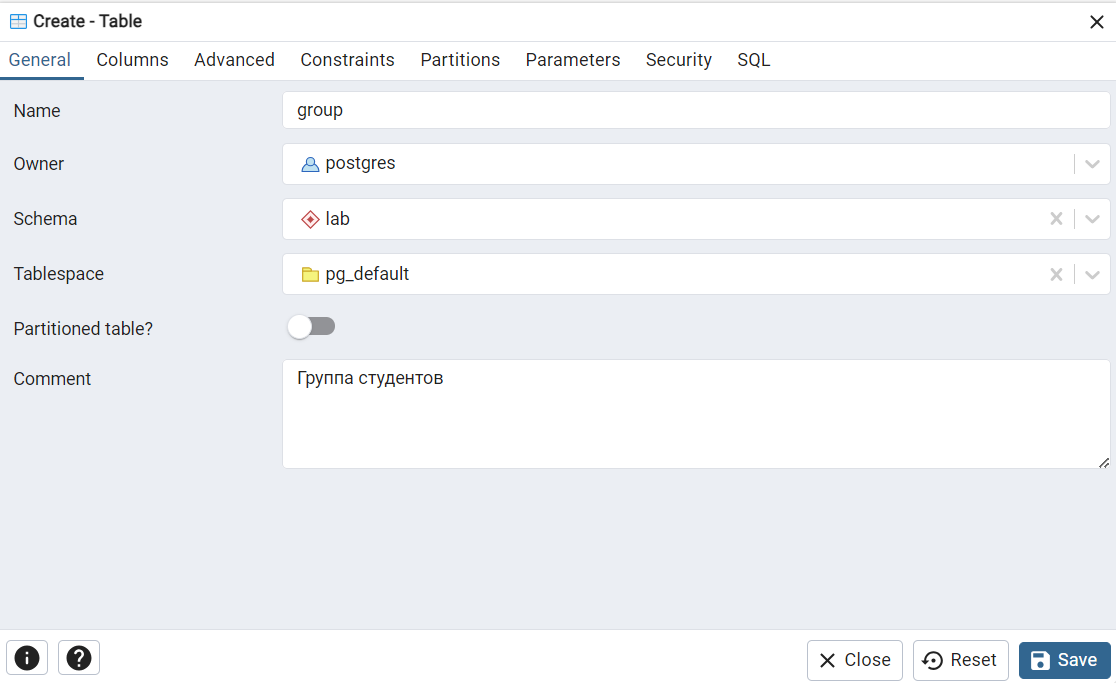 Create - Table
General Columns Advanced Constraints Partitions Parameters Security SQL
Name group
Owner postgres
Schema lab
Tablespace pg_default
Partitioned table?
Comment Группа студентов
Close Reset Save